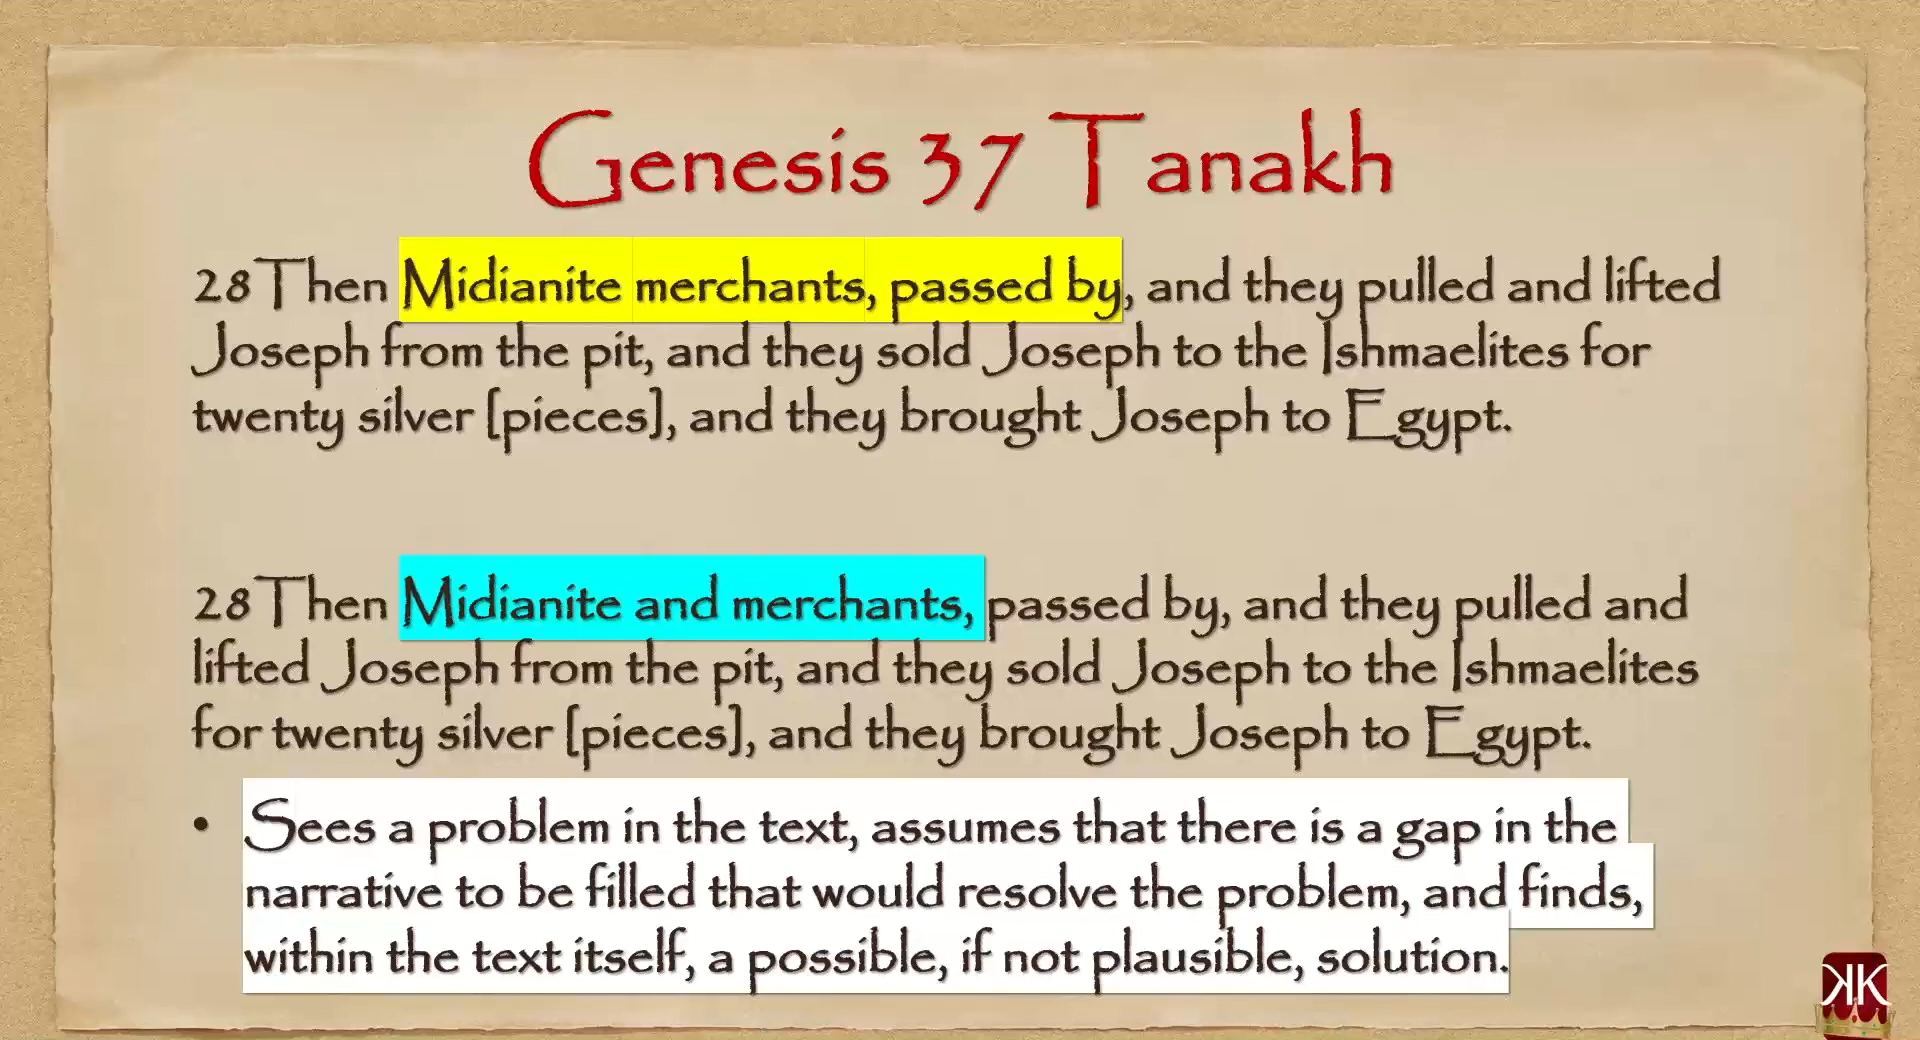 Genesis 37 Tanakh
28Then Midianite merchants, passed by, and they pulled and lifted
Joseph from the pit, and they sold Joseph to the Ishmaelites for
twenty silver [pieces], and they brought Joseph to Egypt.
28Then Midianite and merchants, passed by, and they pulled and
lifted Joseph from the pit, and they sold Joseph to the Ishmaelites
for twenty silver [pieces], and they brought Joseph to Egypt.
• Sees a problem in the text, assumes that there is a gap in the
narrative to be filled that would resolve the problem, and finds,
within the text itself, a possible, if not plausible, solution.
KK